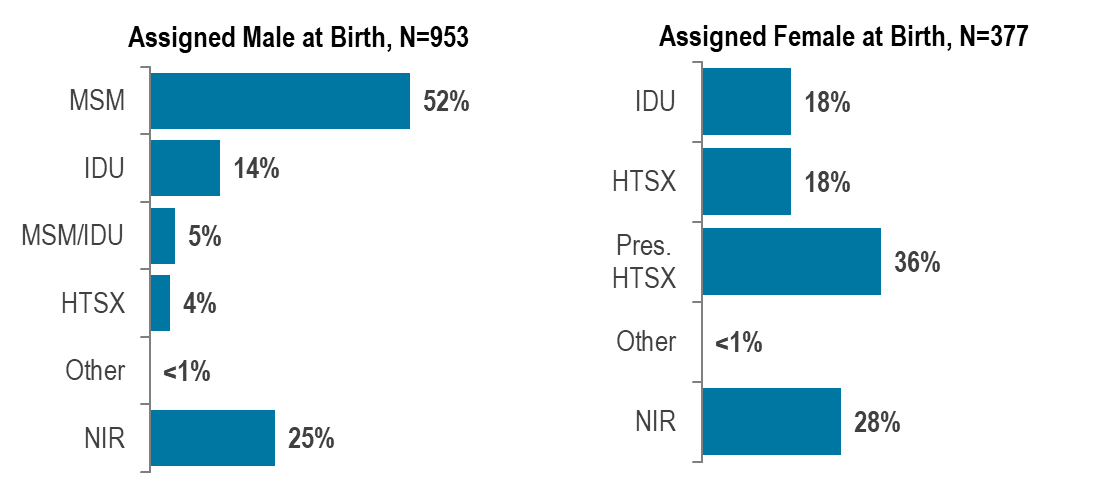 Assigned Male at Birth, N=953
MSM 52%
IDU 14%
MSM/IDU 5%
HTSX 4%
Other <1%
NIR 25%
Assigned Female at Birth, N=377
IDU 18%
HTSX 18%
Pres.
HTSX 36%
Other <1%
NIR 28%